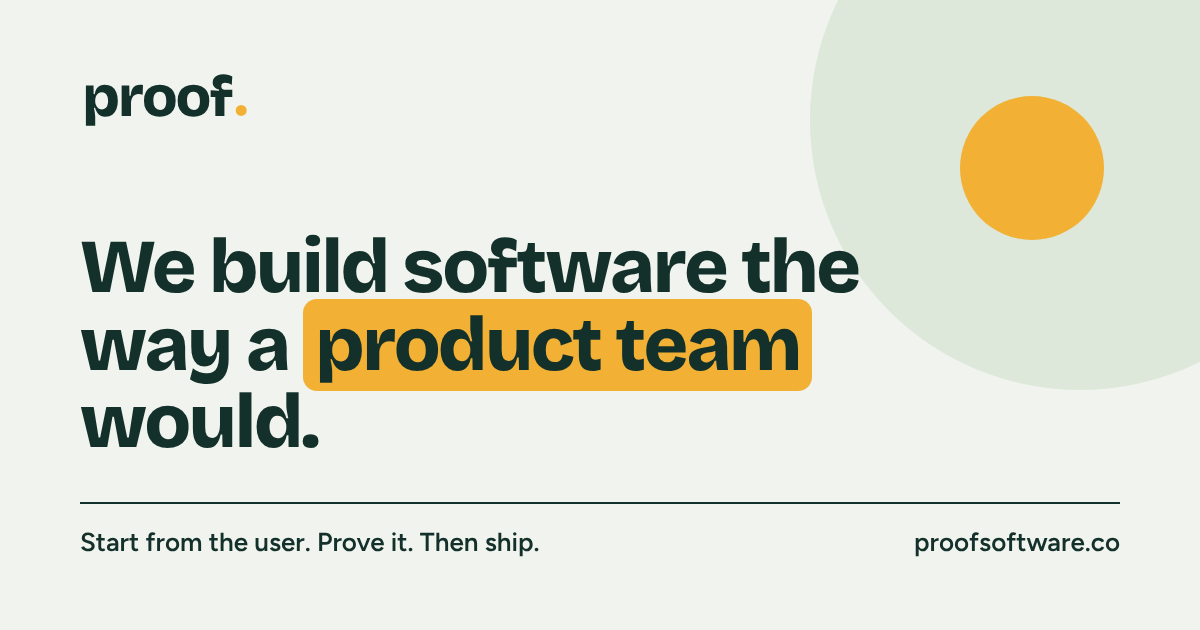 proof.
We build software the
way a product team
would.
Start from the user. Prove it. Then ship.
proofsoftware.co